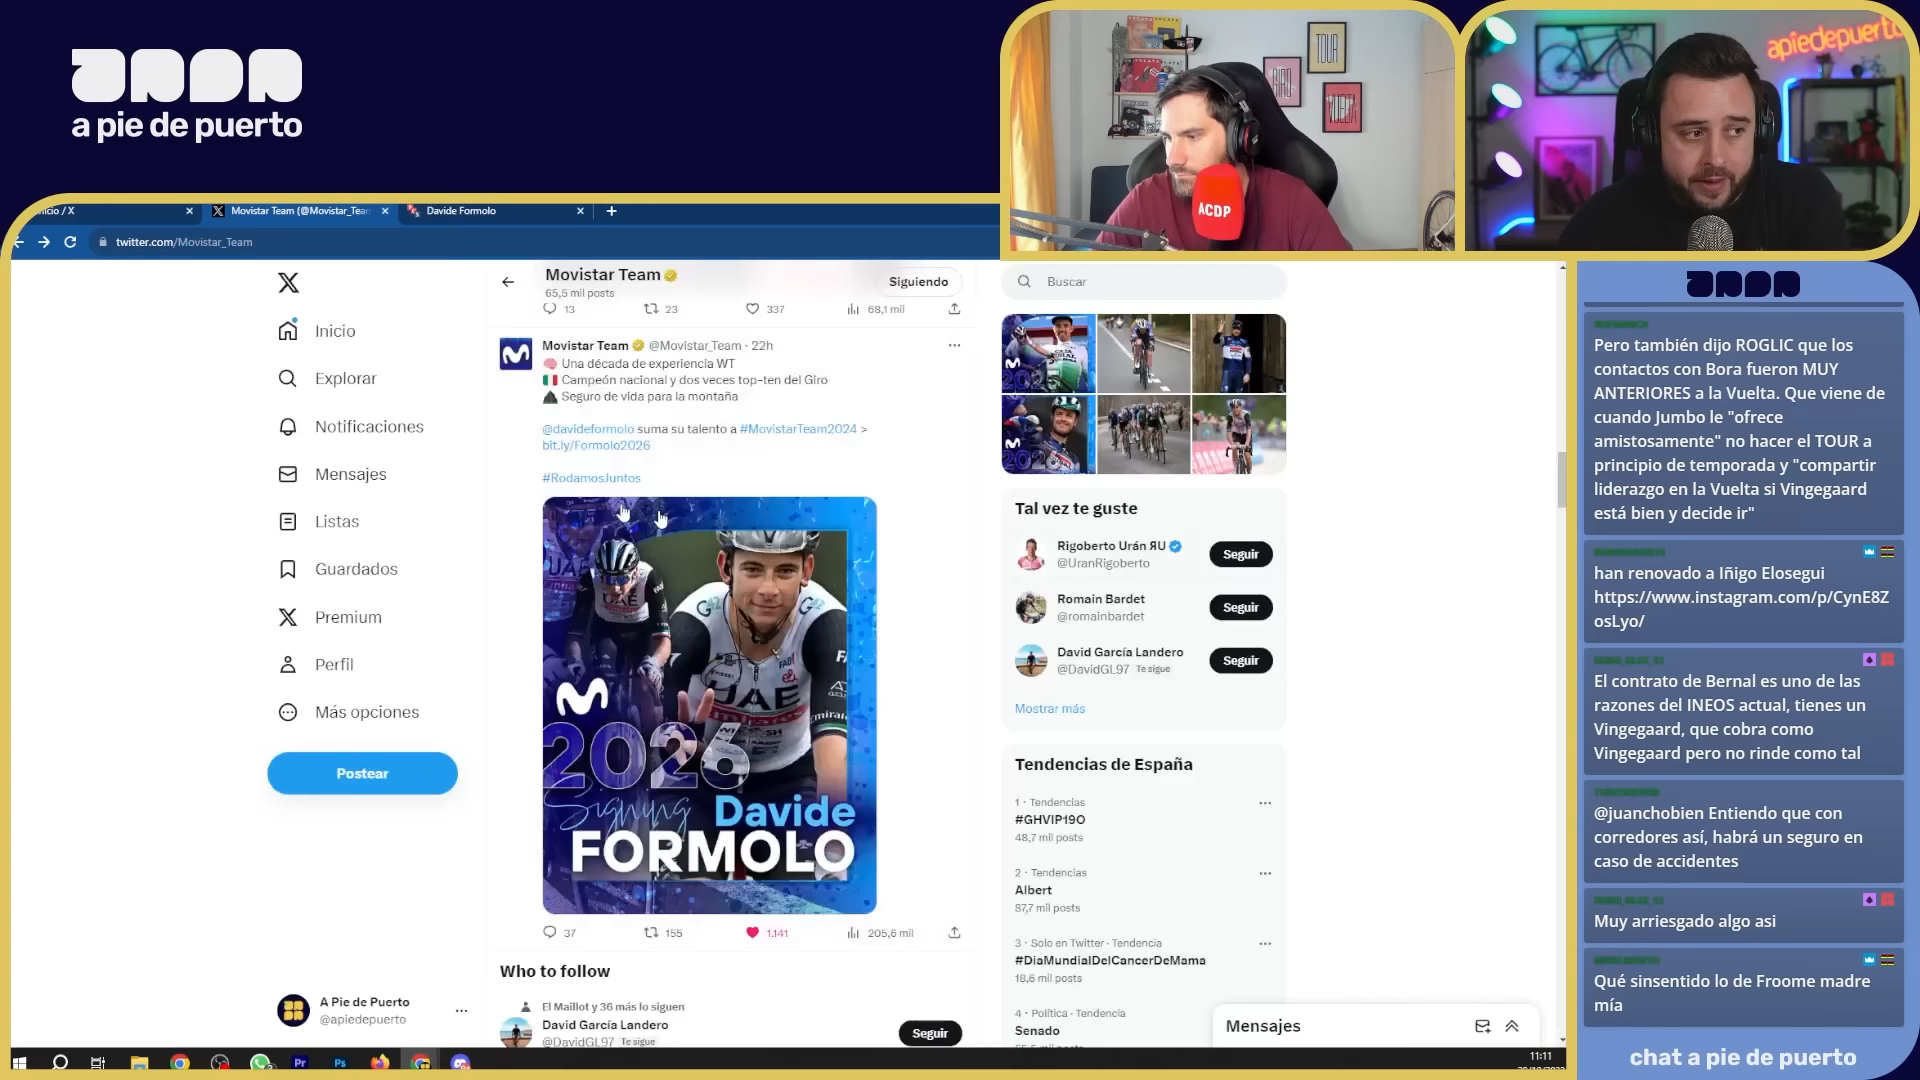 a pie de puerto
TOUR
GIRO
VUELTA
ACDP
apiedepuerto
Inicio / X
Movistar Team (@Movistar_Tear
Davide Formolo
twitter.com/Movistar_Team
Inicio
Explorar
Notificaciones
Mensajes
Listas
Guardados
Premium
Perfil
Más opciones
Postear
A Pie de Puerto
@apiedepuerto
Movistar Team
65,5 mil posts
Siguiendo
13 23 337 68,1 mil
Movistar Team @Movistar_Team · 22h
Una década de experiencia WT
Campeón nacional y dos veces top-ten del Giro
Seguro de vida para la montaña
@davideformolo suma su talento a #MovistarTeam2024 >
bit.ly/Formolo2026
#RodamosJuntos
UAE
Emirates
2026
Signing Davide
FORMOLO
37 155 1.141 205,6 mil
Who to follow
El Maillot y 36 más lo siguen
David García Landero
@DavidGL97 Te sigue
Seguir
Buscar
Tal vez te guste
Rigoberto Urán ЯU
@UranRigoberto
Seguir
Romain Bardet
@romainbardet
Seguir
David García Landero
@DavidGL97 Te sigue
Seguir
Mostrar más
Tendencias de España
1 · Tendencias
#GHVIP19O
48,7 mil posts
2 · Tendencias
Albert
87,7 mil posts
3 · Solo en Twitter · Tendencia
#DiaMundialDelCancerDeMama
18,6 mil posts
4 · Política · Tendencia
Senado
Mensajes
11:11
Pero también dijo ROGLIC que los
contactos con Bora fueron MUY
ANTERIORES a la Vuelta. Que viene de
cuando Jumbo le "ofrece
amistosamente" no hacer el TOUR a
principio de temporada y "compartir
liderazgo en la Vuelta si Vingegaard
está bien y decide ir"
han renovado a Iñigo Elosegui
https://www.instagram.com/p/CynE8Z
osLyo/
El contrato de Bernal es uno de las
razones del INEOS actual, tienes un
Vingegaard, que cobra como
Vingegaard pero no rinde como tal
@juanchobien Entiendo que con
corredores así, habrá un seguro en
caso de accidentes
Muy arriesgado algo asi
Qué sinsentido lo de Froome madre
mía
chat a pie de puerto